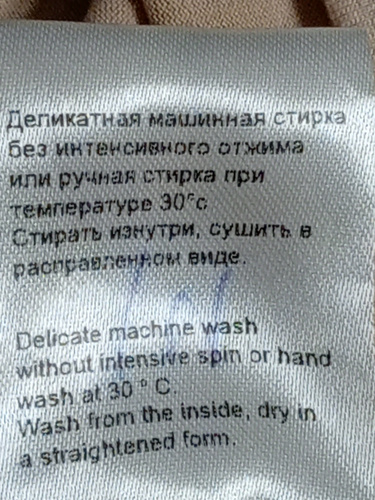 Деликатная машинная стирка
без интенсивного отжима
или ручная стирка при
температуре 30°с
Стирать изнутри, сушить в
расправленном виде.
Delicate machine wash
without intensive spin or hand
wash at 30 ° C.
Wash from the inside, dry in
a straightened form.